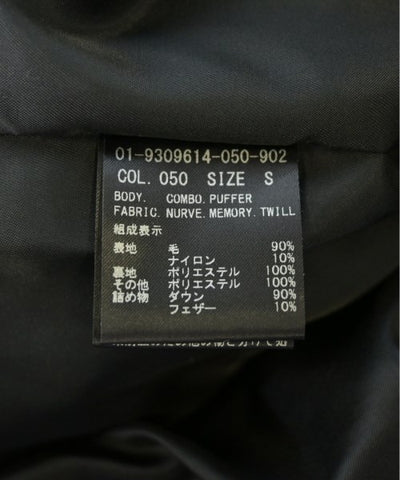 01-9309614-050-902
COL. 050 SIZE S
BODY. COMBO. PUFFER
FABRIC. NURVE. MEMORY. TWILL
組成表示
表地 毛 90%
ナイロン 10%
裏地 ポリエステル 100%
その他 ポリエステル 100%
詰め物 ダウン 90%
フェザー 10%